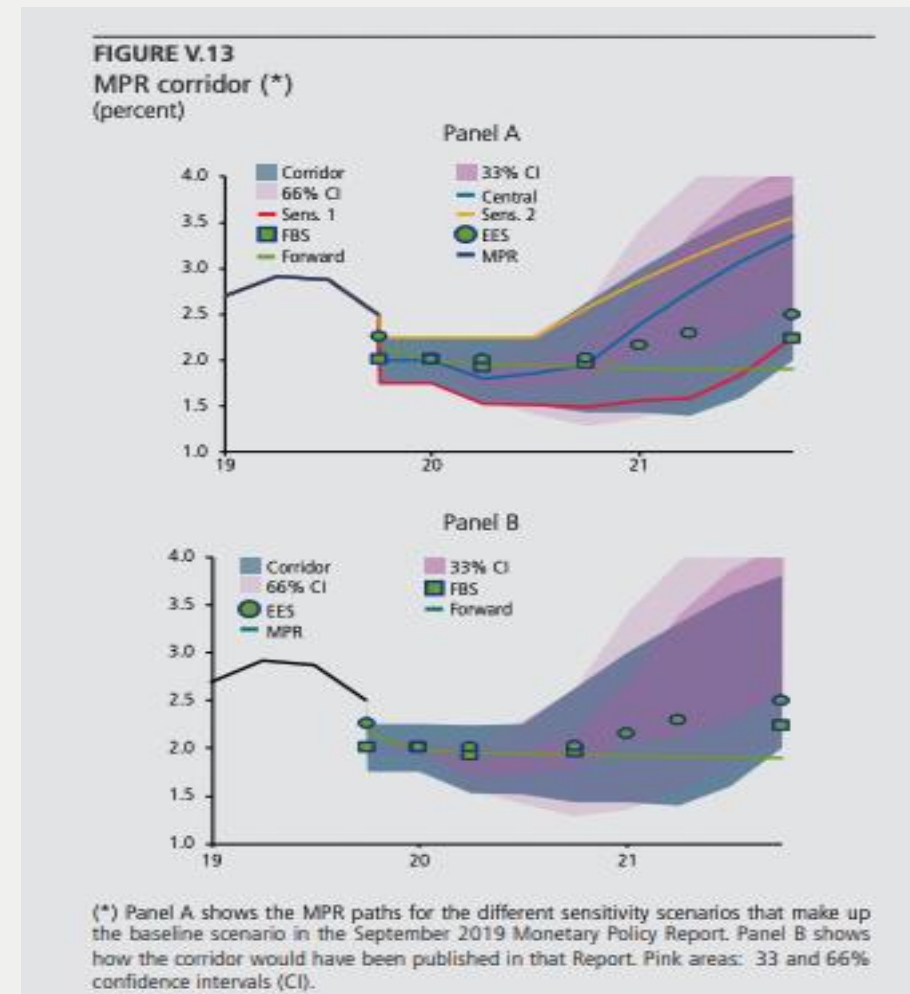 FIGURE V.13
MPR corridor (*)
(percent)
Panel A
Corridor 33% CI
66% CI Central
Sens. 1 Sens. 2
FBS EES
Forward MPR
4.0
3.5
3.0
2.5
2.0
1.5
1.0
19 20 21
Panel B
Corridor 33% CI
66% CI FBS
EES Forward
MPR
4.0
3.5
3.0
2.5
2.0
1.5
1.0
19 20 21
(*) Panel A shows the MPR paths for the different sensitivity scenarios that make up
the baseline scenario in the September 2019 Monetary Policy Report. Panel B shows
how the corridor would have been published in that Report. Pink areas: 33 and 66%
confidence intervals (CI).